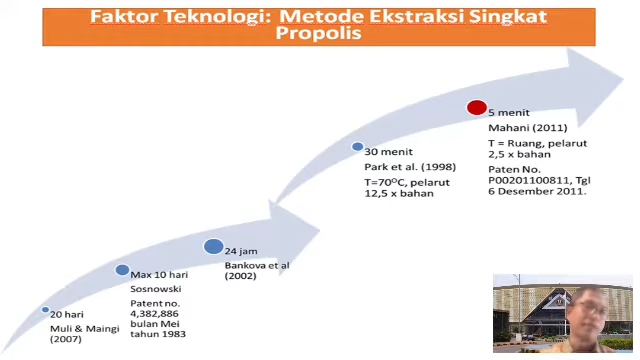 Faktor Teknologi: Metode Ekstraksi Singkat
Propolis
20 hari
Muli & Maingi
(2007)
Max 10 hari
Sosnowski
Patent no.
4,382,886
bulan Mei
tahun 1983
24 jam
Bankova et al
(2002)
30 menit
Park et al. (1998)
T=70°C, pelarut
12,5 x bahan
5 menit
Mahani (2011)
T = Ruang, pelarut
2,5 x bahan
Paten No.
P00201100811, Tgl
6 Desember 2011.